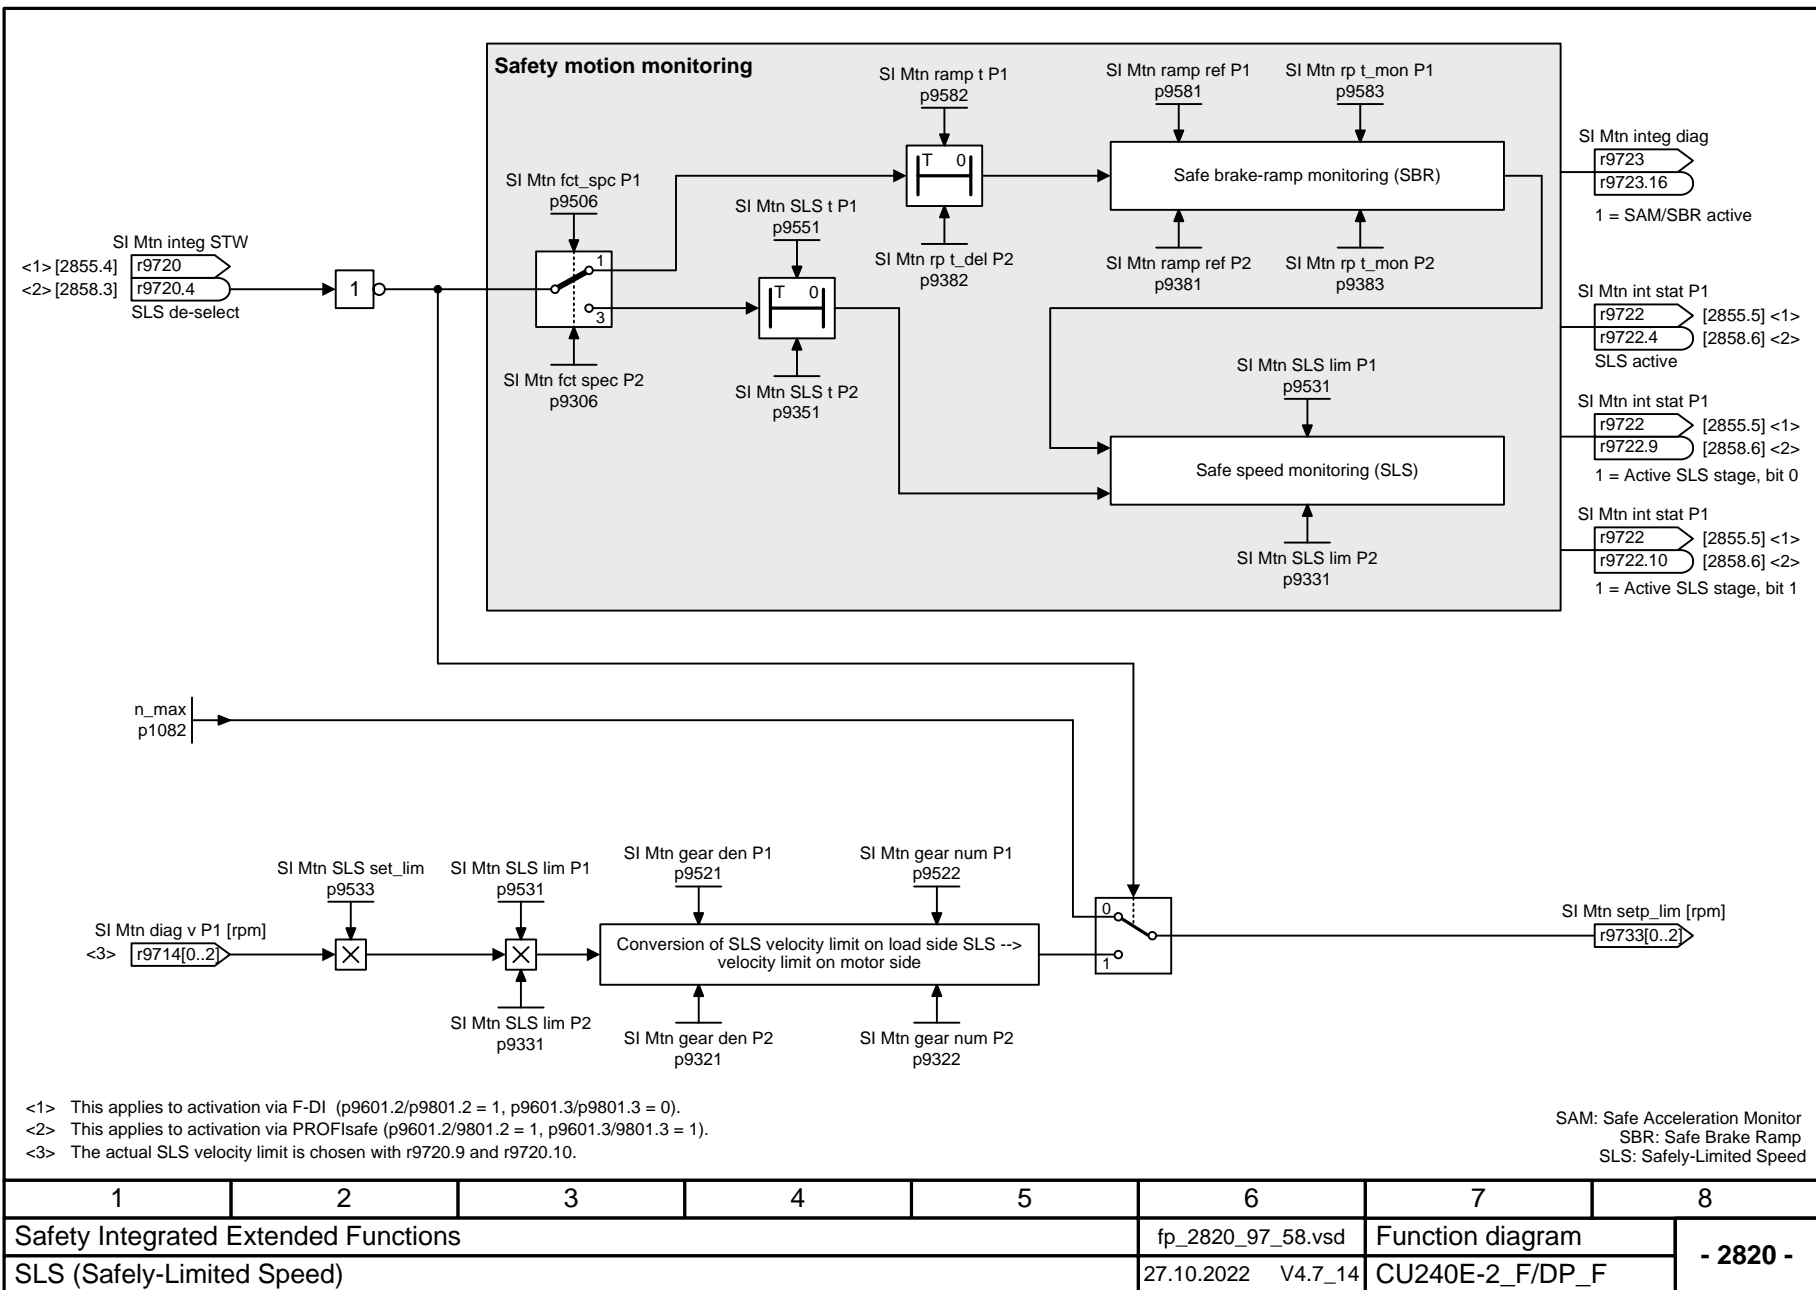 Safety motion monitoring
SI Mtn ramp t P1
p9582
SI Mtn ramp ref P1
p9581
SI Mtn rp t_mon P1
p9583
T 0
Safe brake-ramp monitoring (SBR)
SI Mtn rp t_del P2
p9382
SI Mtn ramp ref P2
p9381
SI Mtn rp t_mon P2
p9383
SI Mtn integ diag
r9723
r9723.16
1 = SAM/SBR active
SI Mtn fct_spc P1
p9506
1
3
SI Mtn fct spec P2
p9306
SI Mtn SLS t P1
p9551
T 0
SI Mtn SLS t P2
p9351
SI Mtn integ STW
<1> [2855.4] r9720
<2> [2858.3] r9720.4
SLS de-select
1
SI Mtn int stat P1
r9722 [2855.5] <1>
r9722.4 [2858.6] <2>
SLS active
SI Mtn SLS lim P1
p9531
Safe speed monitoring (SLS)
SI Mtn SLS lim P2
p9331
SI Mtn int stat P1
r9722 [2855.5] <1>
r9722.9 [2858.6] <2>
1 = Active SLS stage, bit 0
SI Mtn int stat P1
r9722 [2855.5] <1>
r9722.10 [2858.6] <2>
1 = Active SLS stage, bit 1
n_max
p1082
SI Mtn diag v P1 [rpm]
<3> r9714[0..2]
SI Mtn SLS set_lim
p9533
SI Mtn SLS lim P1
p9531
SI Mtn SLS lim P2
p9331
SI Mtn gear den P1
p9521
SI Mtn gear num P1
p9522
Conversion of SLS velocity limit on load side SLS -->
velocity limit on motor side
SI Mtn gear den P2
p9321
SI Mtn gear num P2
p9322
0
1
SI Mtn setp_lim [rpm]
r9733[0..2]
<1> This applies to activation via F-DI (p9601.2/p9801.2 = 1, p9601.3/p9801.3 = 0).
<2> This applies to activation via PROFIsafe (p9601.2/9801.2 = 1, p9601.3/9801.3 = 1).
<3> The actual SLS velocity limit is chosen with r9720.9 and r9720.10.
SAM: Safe Acceleration Monitor
SBR: Safe Brake Ramp
SLS: Safely-Limited Speed
1 2 3 4 5 6 7 8
Safety Integrated Extended Functions
fp_2820_97_58.vsd
Function diagram
- 2820 -
SLS (Safely-Limited Speed)
27.10.2022 V4.7_14
CU240E-2_F/DP_F